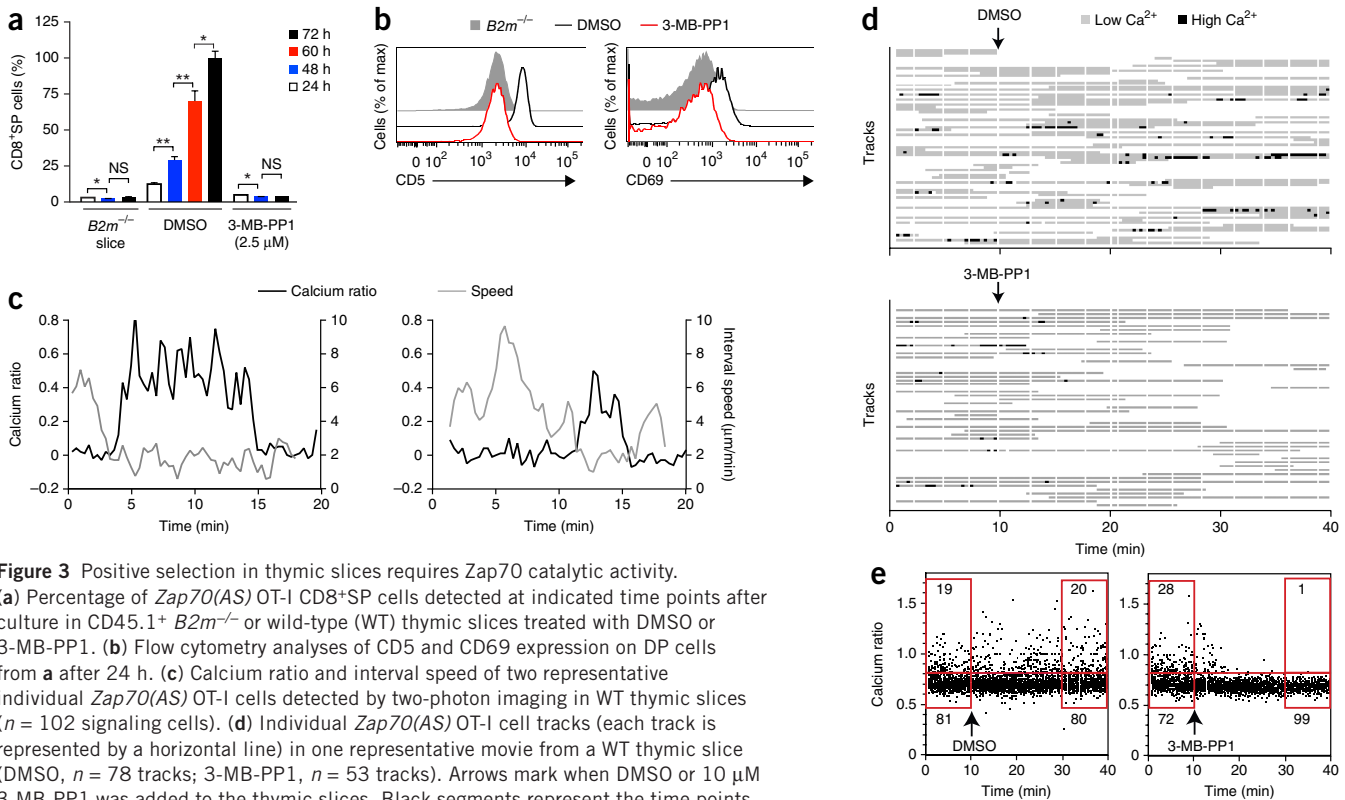 a
125
100
75
50
25
0
CD8+SP cells (%)
* NS
** ** *
* NS
72 h
60 h
48 h
24 h
B2m–/–
slice
DMSO
3-MB-PP1
(2.5 μM)
b
B2m–/– DMSO 3-MB-PP1
Cells (% of max)
0 10² 10³ 10⁴ 10⁵
CD5
Cells (% of max)
0 10² 10³ 10⁴ 10⁵
CD69
c
Calcium ratio Speed
0.8
0.6
0.4
0.2
0
–0.2
Calcium ratio
10
8
6
4
2
0
0 5 10 15 20
Time (min)
0.8
0.6
0.4
0.2
0
–0.2
10
8
6
4
2
0
Interval speed (μm/min)
0 5 10 15 20
Time (min)
d
DMSO
Low Ca2+ High Ca2+
Tracks
3-MB-PP1
Tracks
0 10 20 30 40
Time (min)
e
Calcium ratio
1.5
1.0
0.5
0
19 20
81 80
DMSO
0 10 20 30 40
Time (min)
1.5
1.0
0.5
0
28 1
72 99
3-MB-PP1
0 10 20 30 40
Time (min)
Figure 3 Positive selection in thymic slices requires Zap70 catalytic activity.
(a) Percentage of Zap70(AS) OT-I CD8+SP cells detected at indicated time points after
culture in CD45.1+ B2m–/– or wild-type (WT) thymic slices treated with DMSO or
3-MB-PP1. (b) Flow cytometry analyses of CD5 and CD69 expression on DP cells
from a after 24 h. (c) Calcium ratio and interval speed of two representative
individual Zap70(AS) OT-I cells detected by two-photon imaging in WT thymic slices
(n = 102 signaling cells). (d) Individual Zap70(AS) OT-I cell tracks (each track is
represented by a horizontal line) in one representative movie from a WT thymic slice
(DMSO, n = 78 tracks; 3-MB-PP1, n = 53 tracks). Arrows mark when DMSO or 10 μM
3-MB-PP1 was added to the thymic slices. Black segments represent the time points